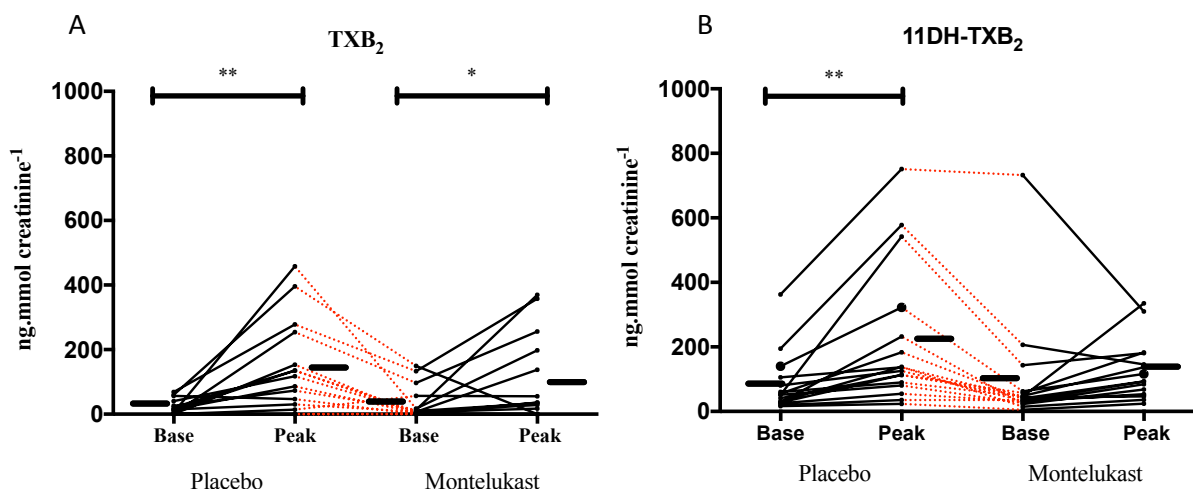 A
TXB₂
** *
ng.mmol creatinine⁻¹
1000
800
600
400
200
0
Base Peak Base Peak
Placebo Montelukast
B
11DH-TXB₂
**
ng.mmol creatinine⁻¹
1000
800
600
400
200
0
Base Peak Base Peak
Placebo Montelukast